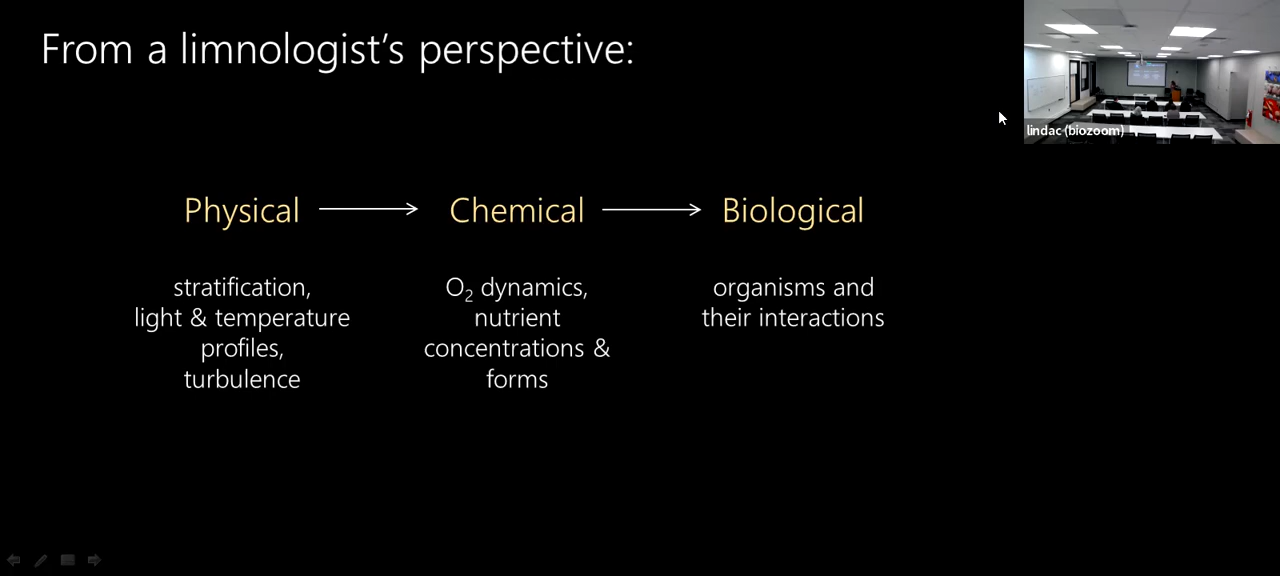 From a limnologist's perspective:
lindac (biozoom)
Physical
Chemical
Biological
stratification,
light & temperature
profiles,
turbulence
O₂ dynamics,
nutrient
concentrations &
forms
organisms and
their interactions